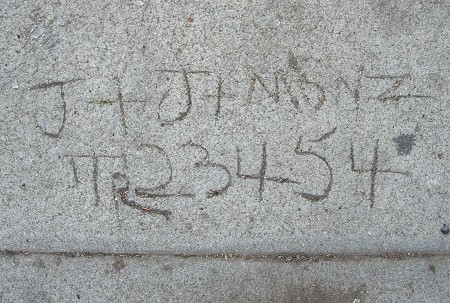 J + J + MONZ
TR23454